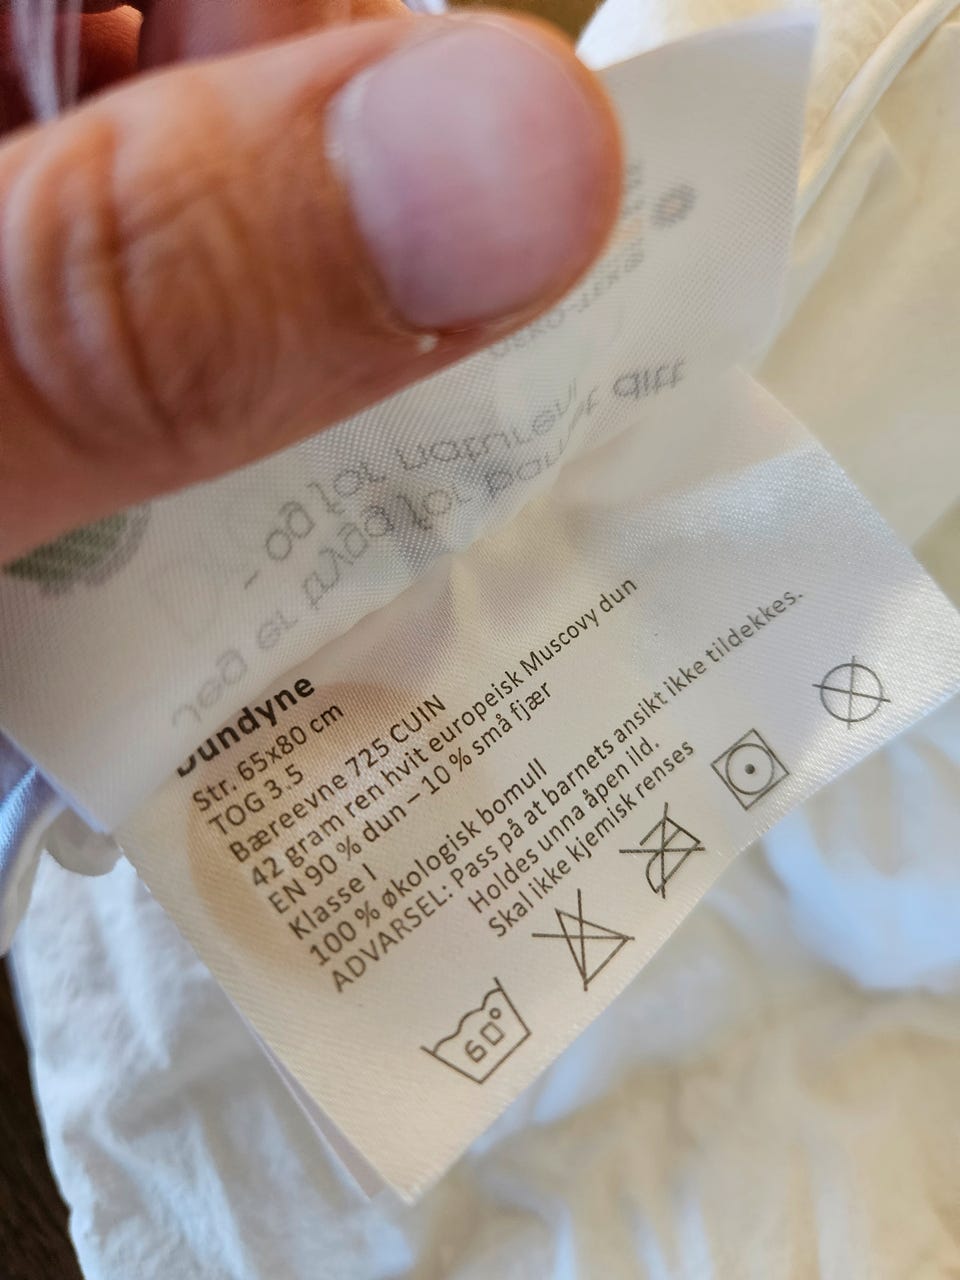 Dundyne
Str. 65x80 cm
TOG 3.5
Bæreevne 725 CUIN
42 gram ren hvit europeisk Muscovy dun
EN 90 % dun – 10 % små fjær
Klasse I
100 % økologisk bomull
ADVARSEL: Pass på at barnets ansikt ikke tildekkes.
Holdes unna åpen ild.
Skal ikke kjemisk renses
60°